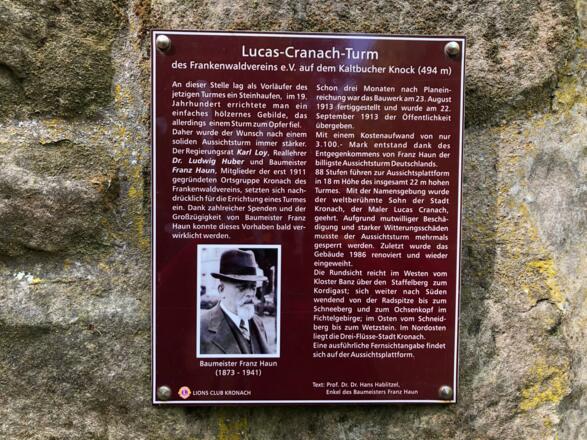 Lucas-Cranach-Turm
des Frankenwaldvereins e.V. auf dem Kaltbucher Knock (494 m)
An dieser Stelle lag als Vorläufer des
jetzigen Turmes ein Steinhaufen, im 19.
Jahrhundert errichtete man ein
einfaches hölzernes Gebilde, das
allerdings einem Sturm zum Opfer fiel.
Daher wurde der Wunsch nach einem
soliden Aussichtsturm immer stärker.
Der Regierungsrat Karl Loy, Reallehrer
Dr. Ludwig Huber und Baumeister
Franz Haun, Mitglieder der erst 1911
gegründeten Ortsgruppe Kronach des
Frankenwaldvereins, setzten sich nach-
drücklich für die Errichtung eines Turmes
ein. Dank zahlreicher Spenden und der
Großzügigkeit von Baumeister Franz
Haun konnte dieses Vorhaben bald ver-
wirklicht werden.
Baumeister Franz Haun
(1873 - 1941)
LIONS CLUB KRONACH
Schon drei Monaten nach Planein-
reichung war das Bauwerk am 23. August
1913 fertiggestellt und wurde am 22.
September 1913 der Öffentlichkeit
übergeben.
Mit einem Kostenaufwand von nur
3.100.- Mark entstand dank des
Entgegenkommens von Franz Haun der
billigste Aussichtsturm Deutschlands.
88 Stufen führen zur Aussichtsplattform
in 18 m Höhe des insgesamt 22 m hohen
Turmes. Mit der Namensgebung wurde
der weltberühmte Sohn der Stadt
Kronach, der Maler Lucas Cranach,
geehrt. Aufgrund mutwilliger Beschä-
digung und starker Witterungsschäden
musste der Aussichtsturm mehrmals
gesperrt werden. Zuletzt wurde das
Gebäude 1986 renoviert und wieder
eingeweiht.
Die Rundsicht reicht im Westen vom
Kloster Banz über den Staffelberg zum
Kordigast; sich weiter nach Süden
wendend von der Radspitze bis zum
Schneeberg und zum Ochsenkopf im
Fichtelgebirge; im Osten vom Schneid-
berg bis zum Wetzstein. Im Nordosten
liegt die Drei-Flüsse-Stadt Kronach.
Eine ausführliche Fernsichtangabe findet
sich auf der Aussichtsplattform.
Text: Prof. Dr. Dr. Hans Hablitzel,
Enkel des Baumeisters Franz Haun